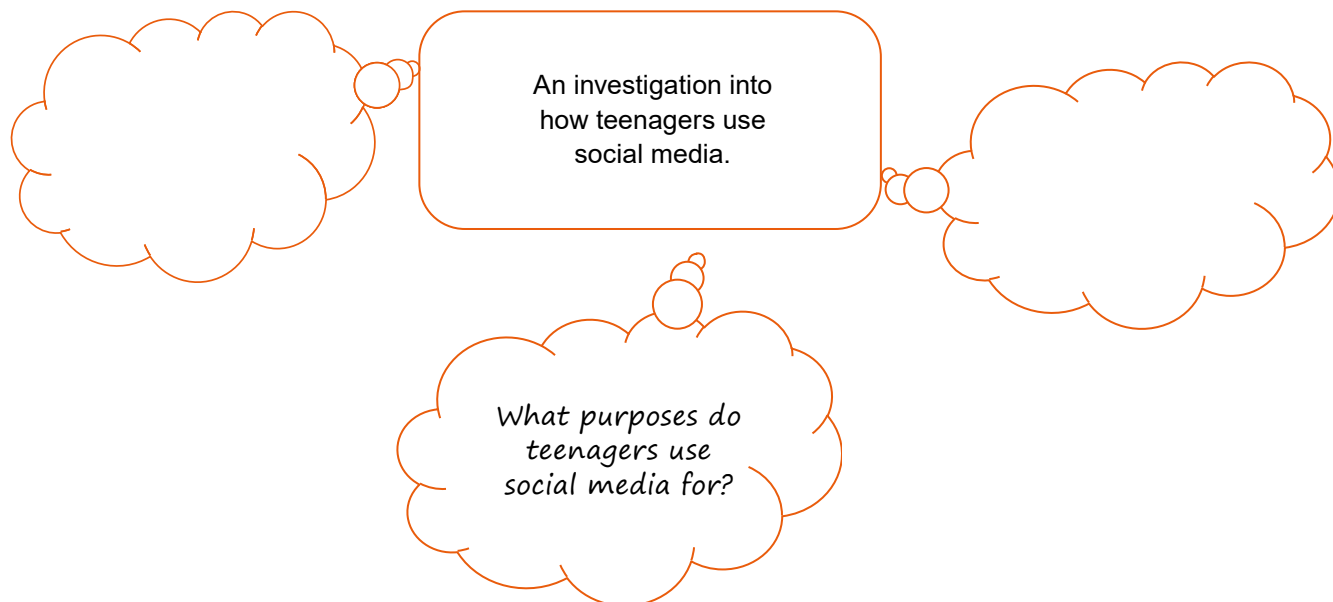 An investigation into
how teenagers use
social media.
What purposes do
teenagers use
social media for?